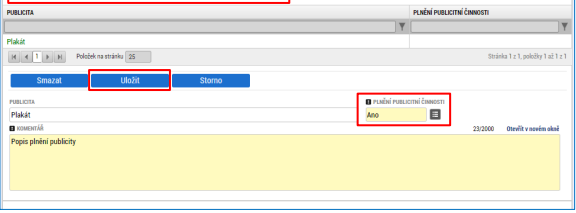 PUBLICITA PLNĚNÍ PUBLICITNÍ ČINNOSTI
Plakát
1 Položek na stránku 25 Stránka 1 z 1, položky 1 až 1 z 1
Smazat Uložit Storno
PUBLICITA PLNĚNÍ PUBLICITNÍ ČINNOSTI
Plakát Ano
KOMENTÁŘ 23/2000 Otevřít v novém okně
Popis plnění publicity